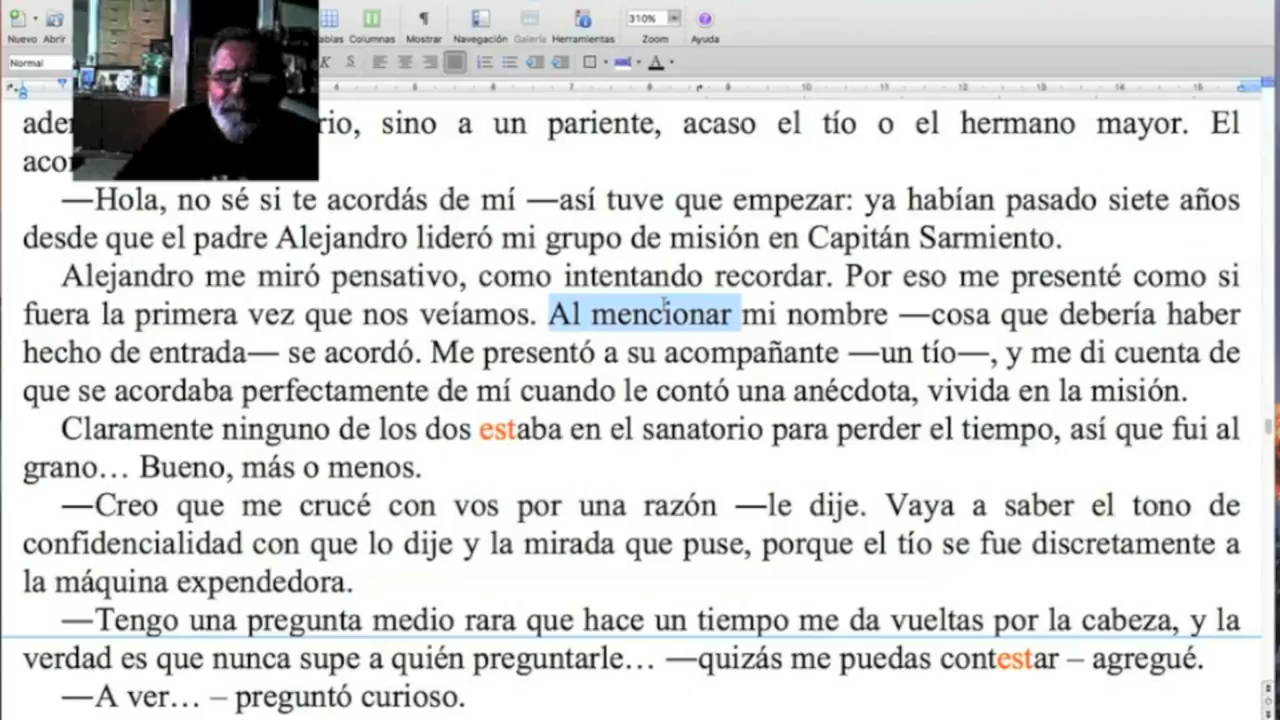 310%
Nuevo Abrir ablas Columnas Mostrar Navegación Galería Herramientas Zoom Ayuda
Normal
K S A
6 7 8 9 10 11 12 13 14 15
rio, sino a un pariente, acaso el tío o el hermano mayor. El
—Hola, no sé si te acordás de mí —así tuve que empezar: ya habían pasado siete años
desde que el padre Alejandro lideró mi grupo de misión en Capitán Sarmiento.
Alejandro me miró pensativo, como intentando recordar. Por eso me presenté como si
fuera la primera vez que nos veíamos. Al mencionar mi nombre —cosa que debería haber
hecho de entrada— se acordó. Me presentó a su acompañante —un tío—, y me di cuenta de
que se acordaba perfectamente de mí cuando le contó una anécdota, vivida en la misión.
Claramente ninguno de los dos estaba en el sanatorio para perder el tiempo, así que fui al
grano… Bueno, más o menos.
—Creo que me crucé con vos por una razón —le dije. Vaya a saber el tono de
confidencialidad con que lo dije y la mirada que puse, porque el tío se fue discretamente a
la máquina expendedora.
—Tengo una pregunta medio rara que hace un tiempo me da vueltas por la cabeza, y la
verdad es que nunca supe a quién preguntarle… —quizás me puedas contestar – agregué.
—A ver… – preguntó curioso.